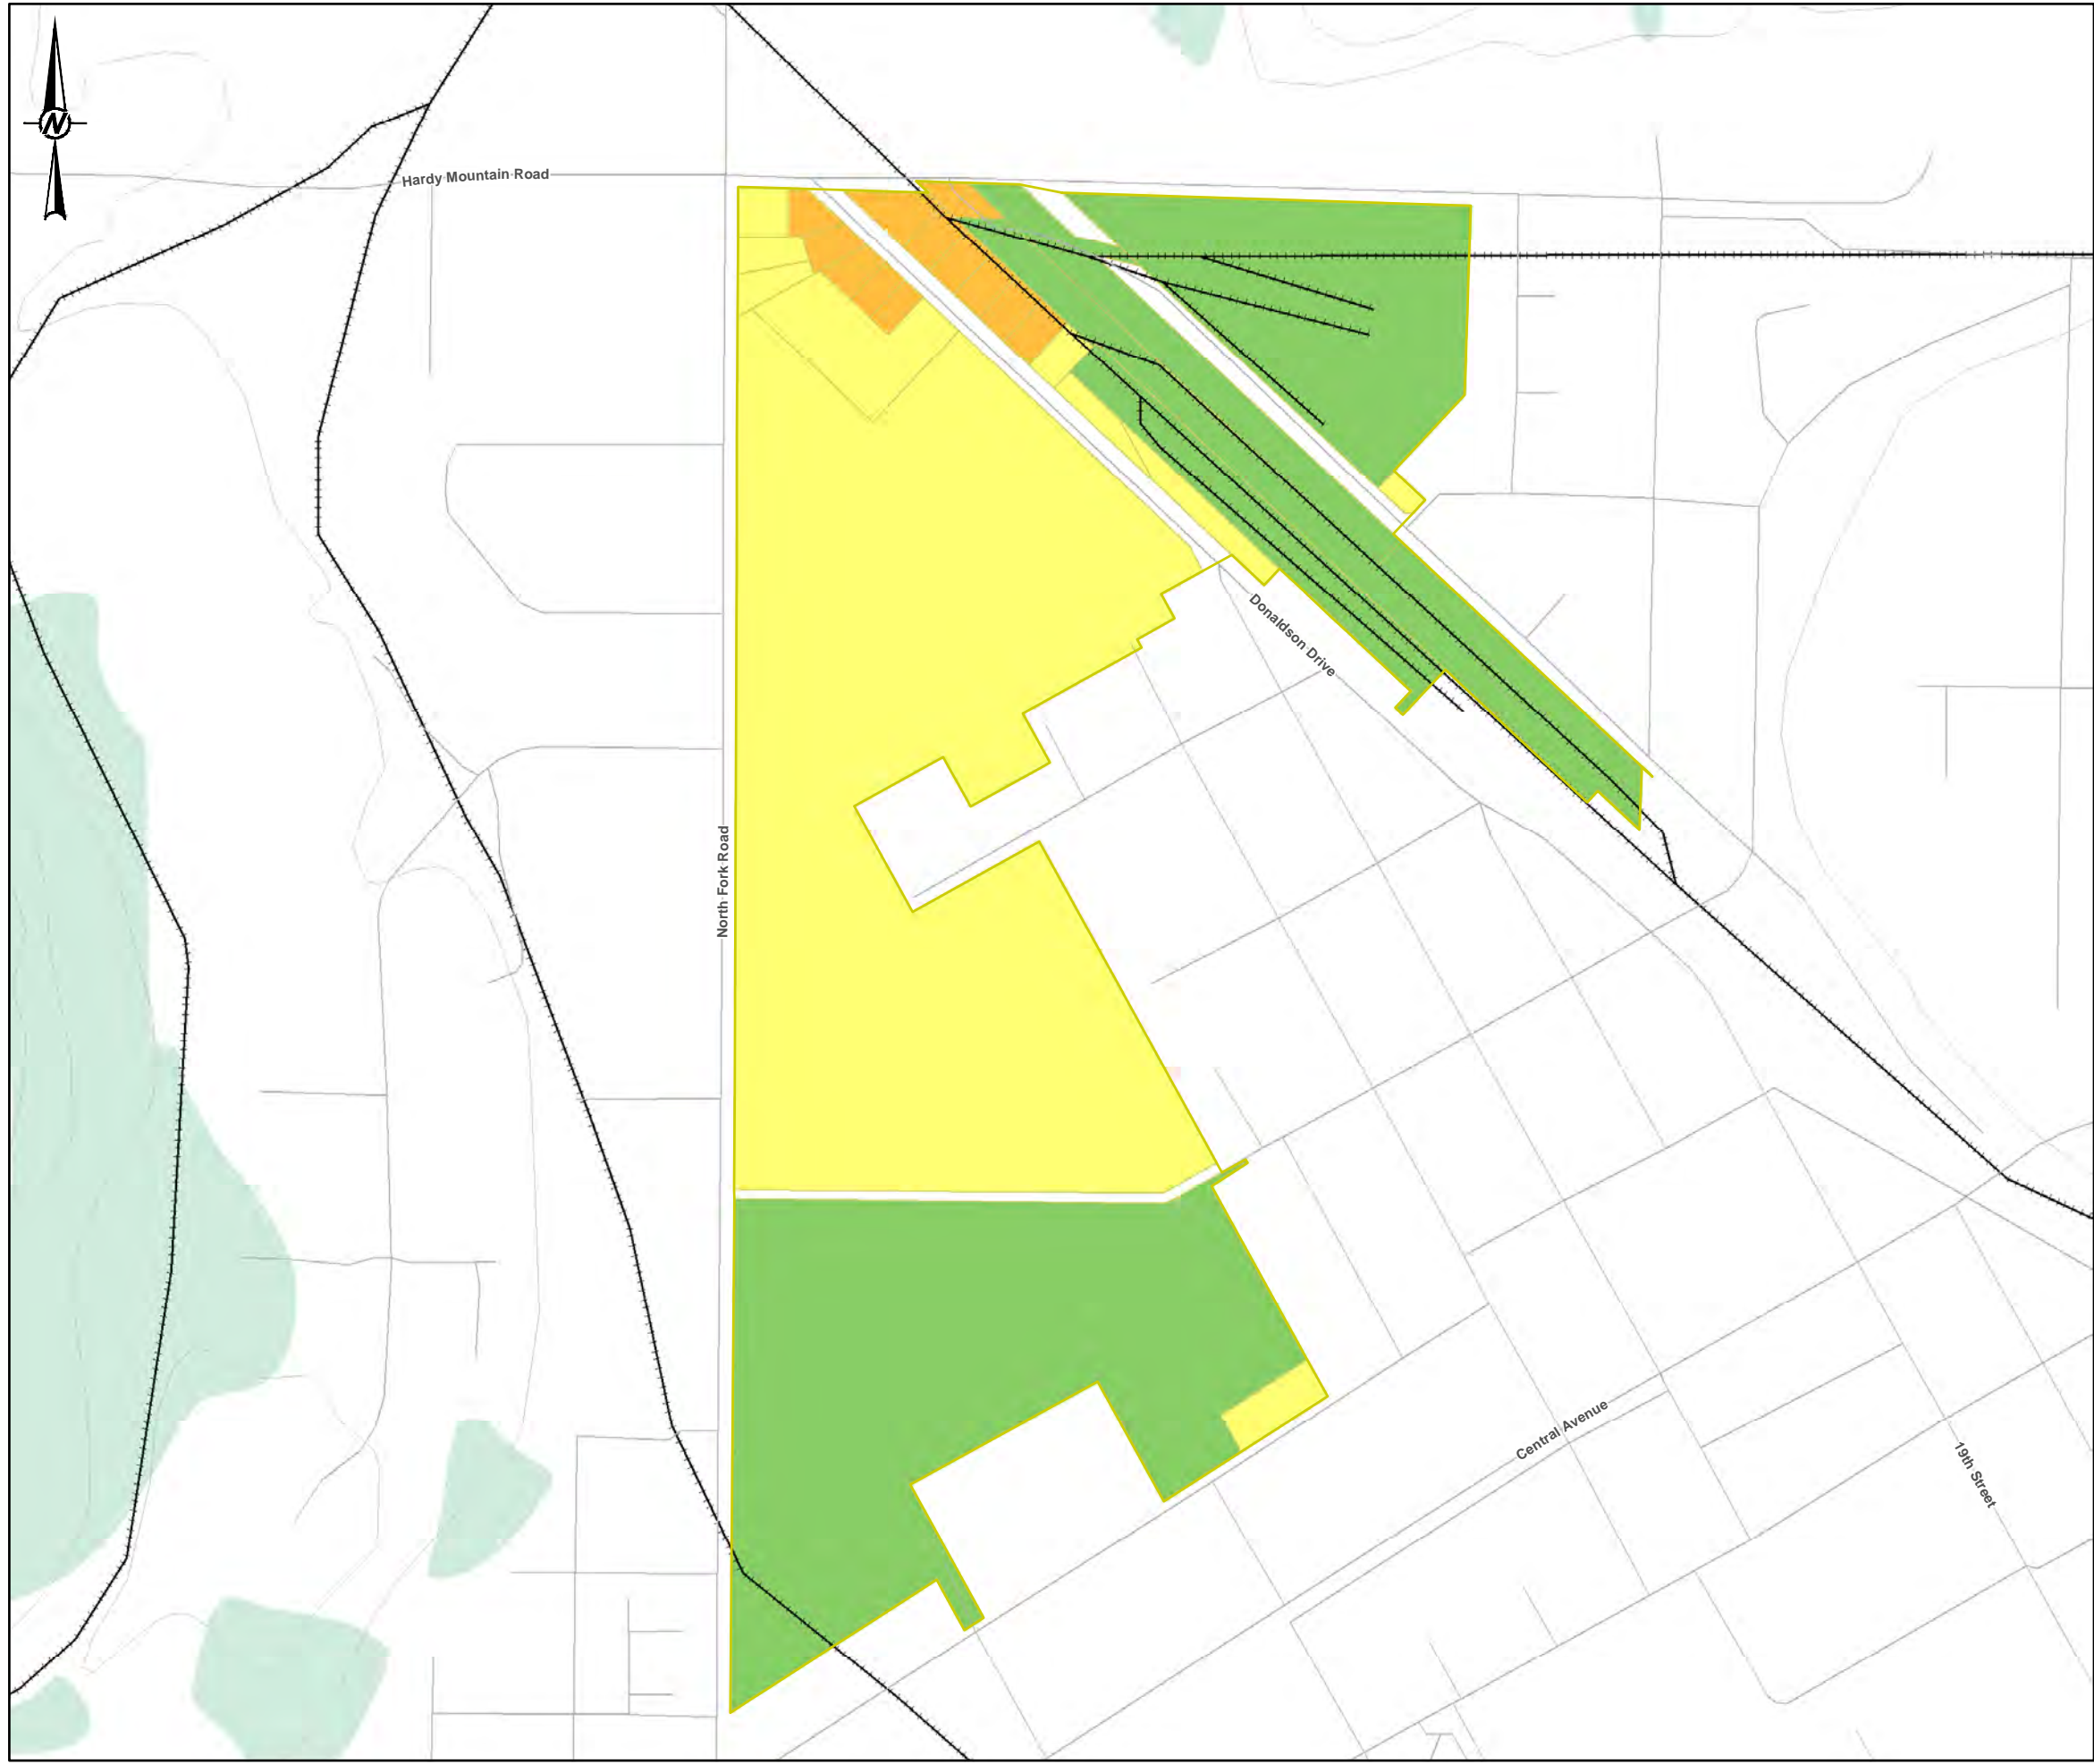 N
Hardy Mountain Road
Donaldson Drive
North Fork Road
Central Avenue
19th Street